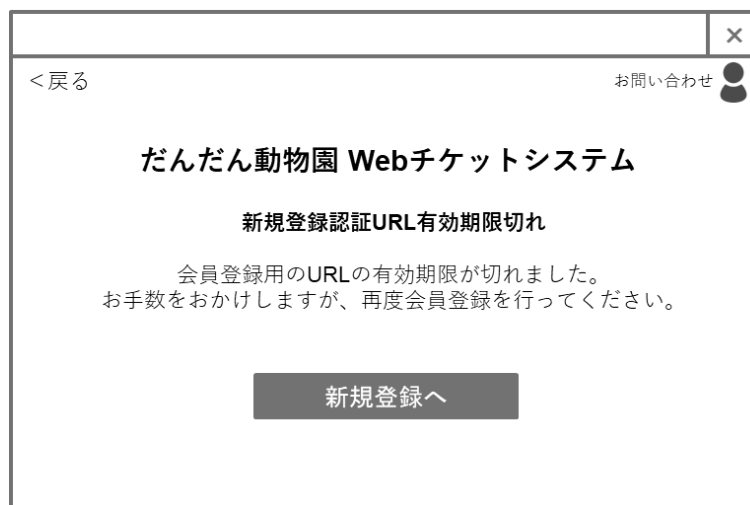 <戻る
お問い合わせ
だんだん動物園 Webチケットシステム
新規登録認証URL有効期限切れ
会員登録用のURLの有効期限が切れました。
お手数をおかけしますが、再度会員登録を行ってください。
新規登録へ